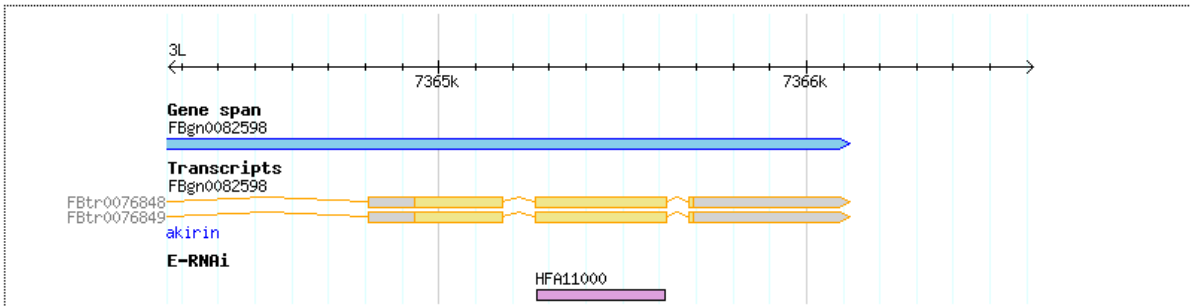 3L
7365k 7366k
Gene span
FBgn0082598
Transcripts
FBgn0082598
FBtr0076848
FBtr0076849
akirin
E-RNAi
HFA11000